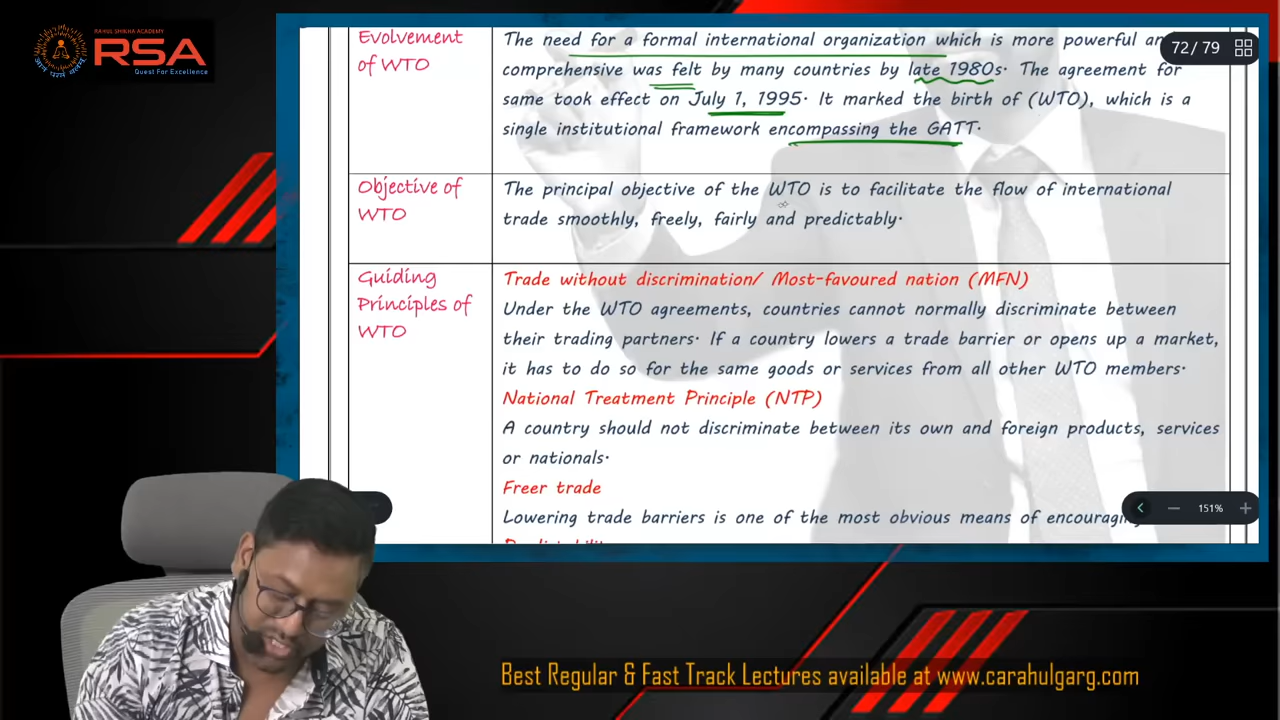 RAHUL SHIKHA ACADEMY
RSA
Quest For Excellence
72 / 79
Evolvement
of WTO
The need for a formal international organization which is more powerful
comprehensive was felt by many countries by late 1980s. The agreement for
same took effect on July 1, 1995. It marked the birth of (WTO), which is a
single institutional framework encompassing the GATT.
Objective of
WTO
The principal objective of the WTO is to facilitate the flow of international
trade smoothly, freely, fairly and predictably.
Guiding
Principles of
WTO
Trade without discrimination/ Most-favoured nation (MFN)
Under the WTO agreements, countries cannot normally discriminate between
their trading partners. If a country lowers a trade barrier or opens up a market,
it has to do so for the same goods or services from all other WTO members.
National Treatment Principle (NTP)
A country should not discriminate between its own and foreign products, services
or nationals.
Freer trade
Lowering trade barriers is one of the most obvious means of
151%
Best Regular & Fast Track Lectures available at www.carahulgarg.com